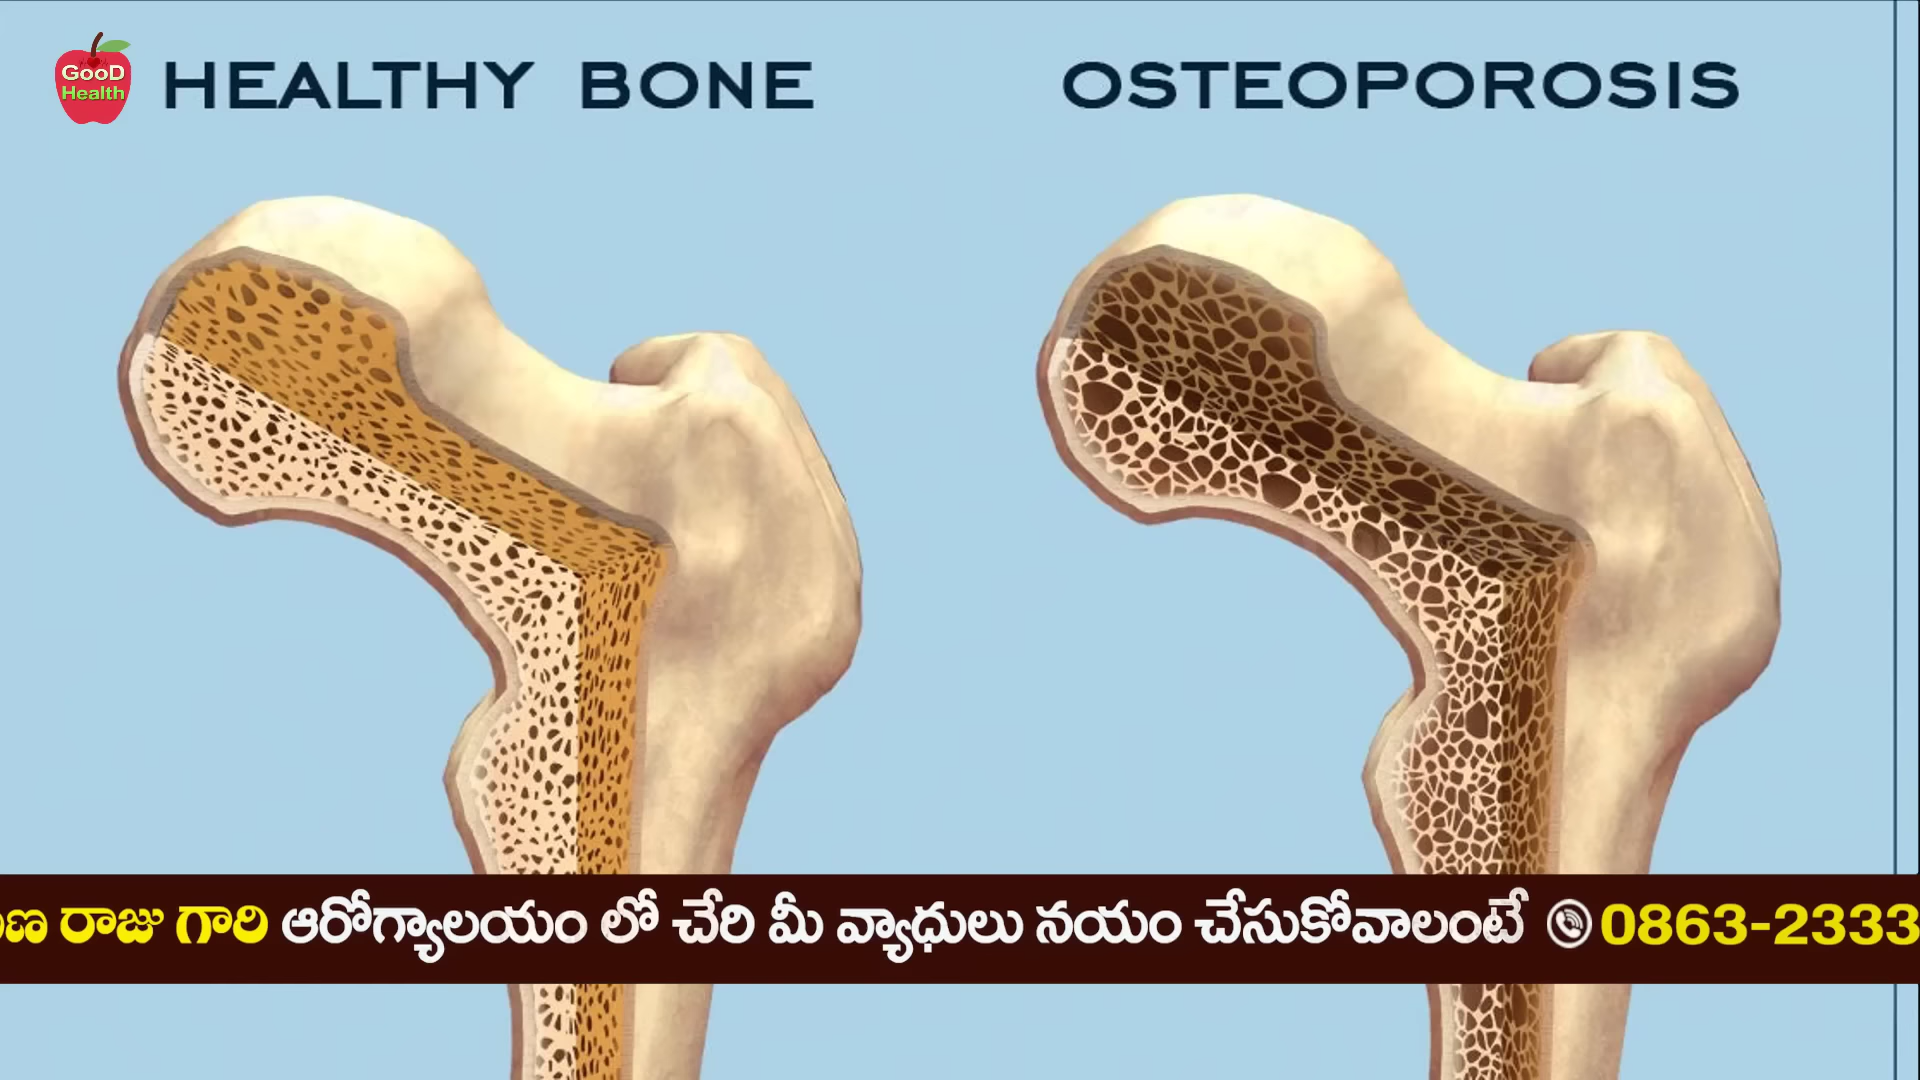 GooD
Health
HEALTHY BONE
OSTEOPOROSIS
రాజు గారి ఆరోగ్యాలయం లో చేరి మీ వ్యాధులు నయం చేసుకోవాలంటే 0863-2333